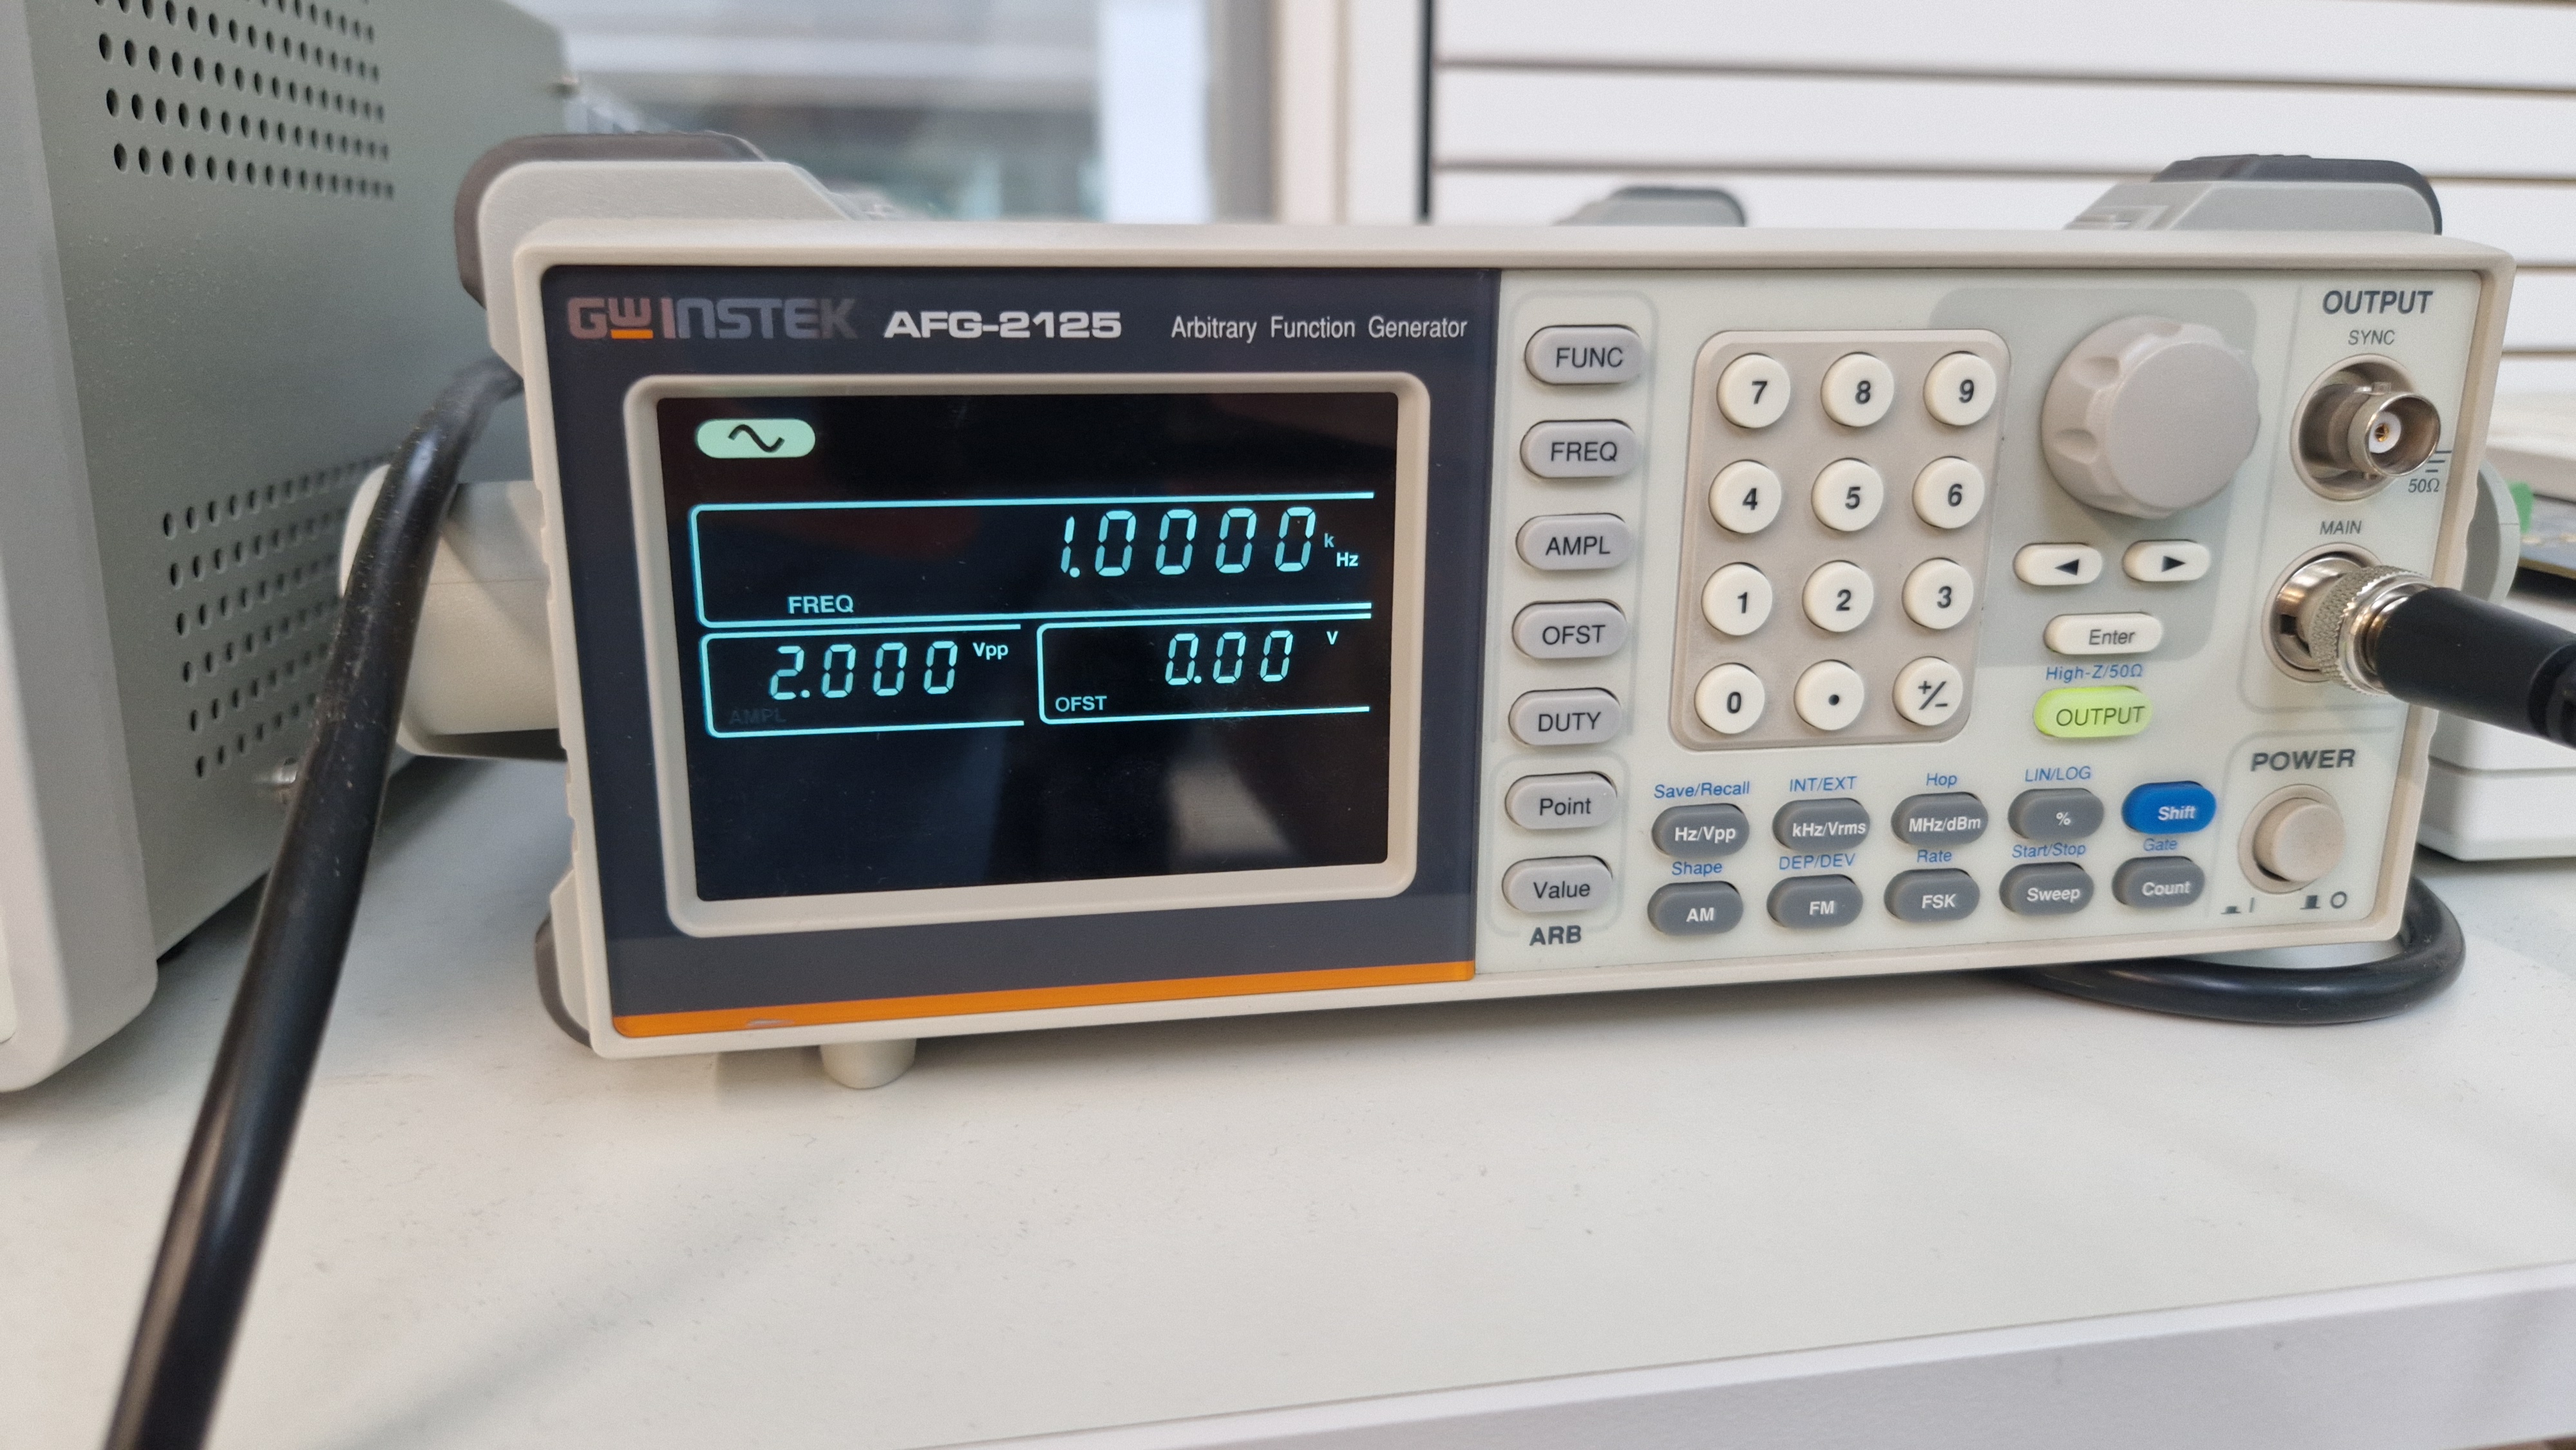 GWINSTEK AFG-2125 Arbitrary Function Generator
1.0000 k Hz
FREQ
2.000 Vpp
AMPL
0.00 V
OFST
FUNC
FREQ
AMPL
OFST
DUTY
Point
Value
ARB
7 8 9
4 5 6
1 2 3
0 • +/-
◄ ►
Enter
High-Z/50Ω
OUTPUT
Save/Recall INT/EXT Hop LIN/LOG
Hz/Vpp kHz/Vrms MHz/dBm % Shift
Shape DEP/DEV Rate Start/Stop Gate
AM FM FSK Sweep Count
OUTPUT
SYNC
50Ω
MAIN
POWER